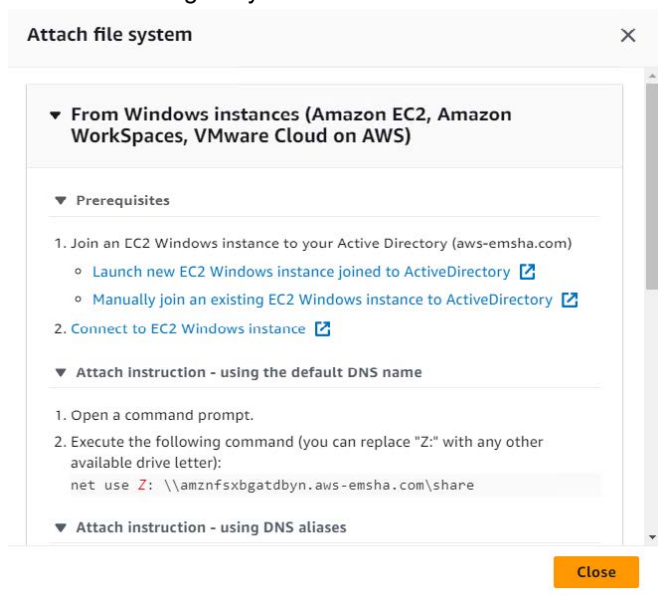 Attach file system
From Windows instances (Amazon EC2, Amazon
WorkSpaces, VMware Cloud on AWS)
Prerequisites
1. Join an EC2 Windows instance to your Active Directory (aws-emsha.com)
Launch new EC2 Windows instance joined to ActiveDirectory
Manually join an existing EC2 Windows instance to ActiveDirectory
2. Connect to EC2 Windows instance
Attach instruction - using the default DNS name
1. Open a command prompt.
2. Execute the following command (you can replace "Z:" with any other
available drive letter):
net use Z: \\amznfsxbgatdbyn.aws-emsha.com\share
Attach instruction - using DNS aliases
Close